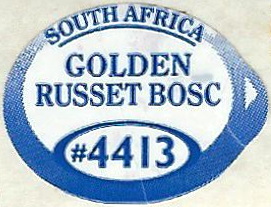 SOUTH AFRICA
GOLDEN
RUSSET BOSC
#4413